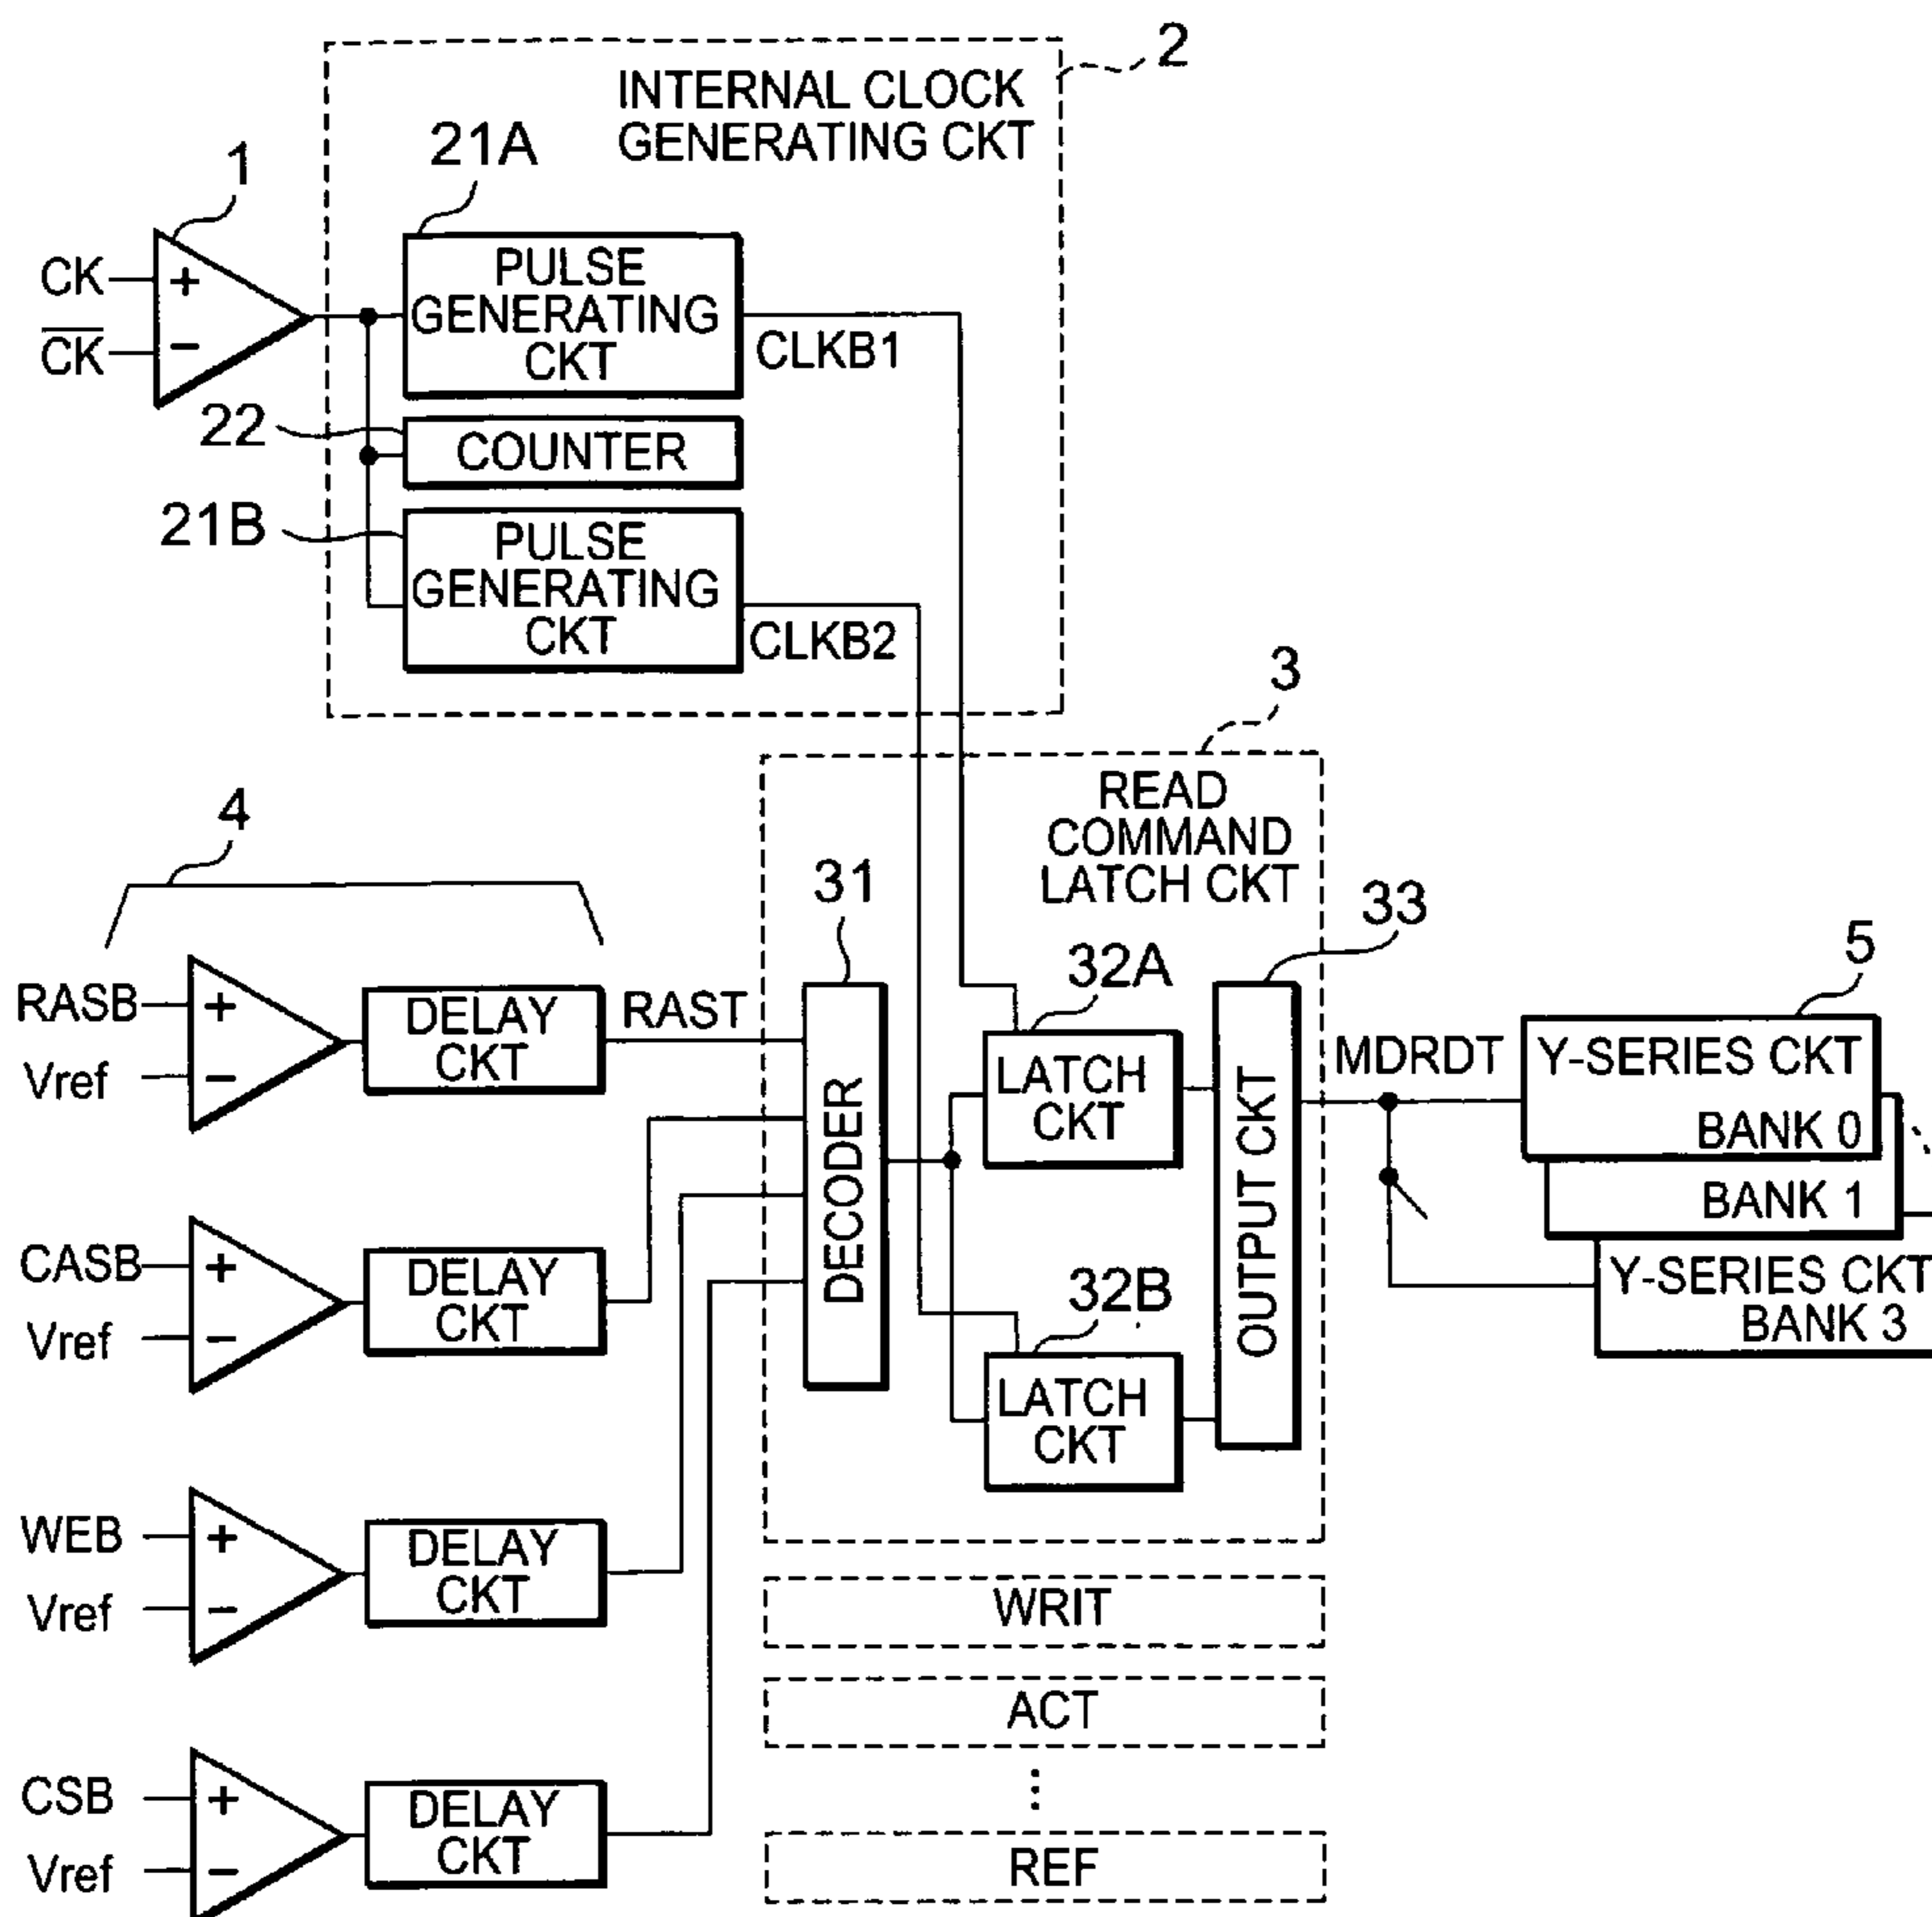 2
INTERNAL CLOCK
GENERATING CKT
21A
1
CK
+
PULSE
GENERATING
CKT
CK
−
CLKB1
22
COUNTER
21B
PULSE
GENERATING
CKT
CLKB2
3
READ
COMMAND
LATCH CKT
4
31
33
32A
5
RASB
+
DELAY
CKT
RAST
Vref
−
LATCH
CKT
MDRDT
Y-SERIES CKT
BANK 0
DECODER
OUTPUT CKT
BANK 1
CASB
+
DELAY
CKT
Vref
−
32B
Y-SERIES CKT
BANK 3
LATCH
CKT
WEB
+
DELAY
CKT
Vref
−
WRIT
ACT
CSB
+
DELAY
CKT
Vref
−
REF